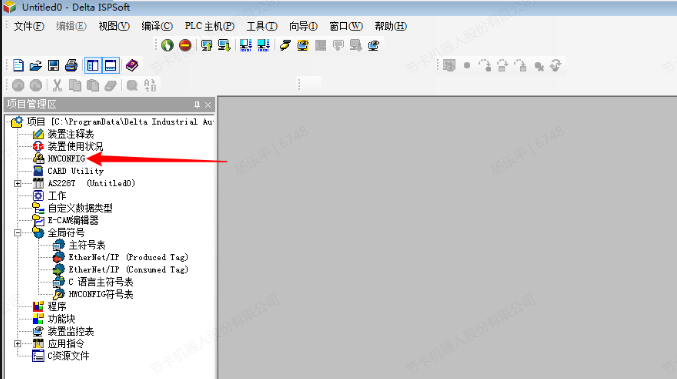 Untitled0 - Delta ISPSoft
文件(F) 编辑(E) 视图(V) 编译(C) PLC 主机(P) 工具(T) 向导(I) 窗口(W) 帮助(H)
项目管理区
项目 [C:\ProgramData\Delta Industrial Au
装置注释表
装置使用状况
HWCONFIG
CARD Utility
AS228T (Untitled0)
工作
自定义数据类型
E-CAM编辑器
全局符号
主符号表
EtherNet/IP (Produced Tag)
EtherNet/IP (Consumed Tag)
C 语言主符号表
HWCONFIG符号表
程序
功能块
装置监控表
应用指令
C资源文件